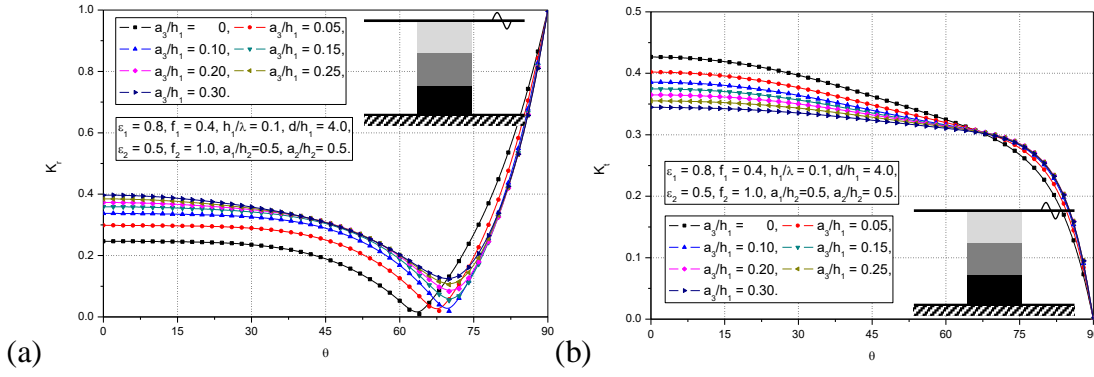 1.0
0.8
0.6
0.4
0.2
0.0
Kᵣ
a₃/h₁ = 0, a₃/h₁ = 0.05,
a₃/h₁ = 0.10, a₃/h₁ = 0.15,
a₃/h₁ = 0.20, a₃/h₁ = 0.25,
a₃/h₁ = 0.30.
ε₁ = 0.8, f₁ = 0.4, h₁/λ = 0.1, d/h₁ = 4.0,
ε₂ = 0.5, f₂ = 1.0, a₁/h₂=0.5, a₂/h₂= 0.5.
0 15 30 45 60 75 90
θ
(a)
0.5
0.4
0.3
0.2
0.1
0.0
Kₜ
ε₁ = 0.8, f₁ = 0.4, h₁/λ = 0.1, d/h₁ = 4.0,
ε₂ = 0.5, f₂ = 1.0, a₁/h₂=0.5, a₂/h₂= 0.5.
a₃/h₁ = 0, a₃/h₁ = 0.05,
a₃/h₁ = 0.10, a₃/h₁ = 0.15,
a₃/h₁ = 0.20, a₃/h₁ = 0.25,
a₃/h₁ = 0.30.
0 15 30 45 60 75 90
θ
(b)